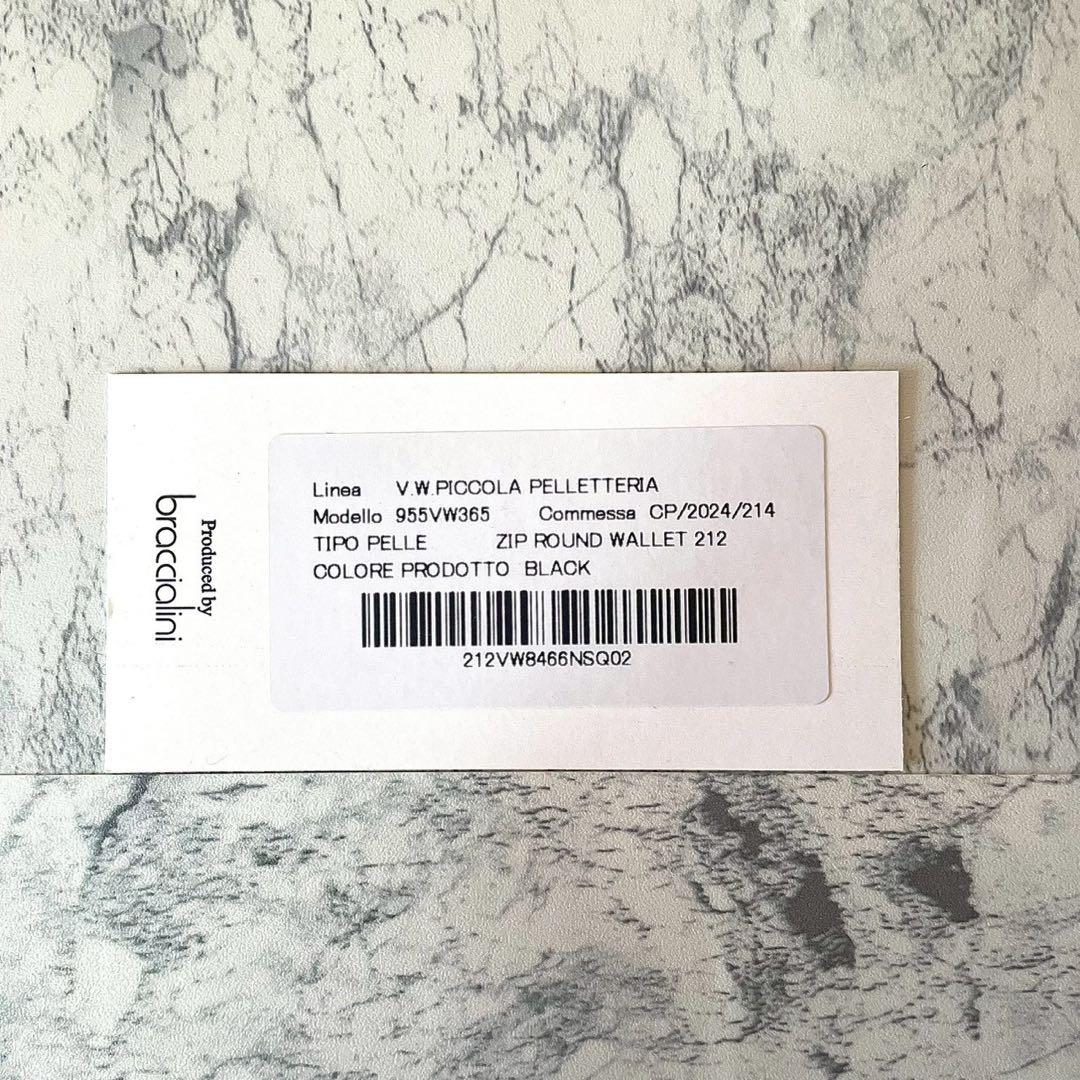 Produced by
braccialini
Linea V.W.PICCOLA PELLETTERIA
Modello 955VW365 Commessa CP/2024/214
TIPO PELLE ZIP ROUND WALLET 212
COLORE PRODOTTO BLACK
212VW8466NSQ02